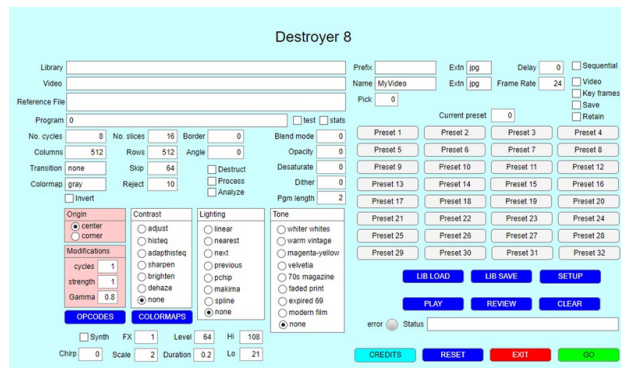 Destroyer 8
Library Prefix Extn jpg Delay 0 Sequential
Video Name MyVideo Extn jpg Frame Rate 24 Video
Key frames
Reference File Pick 0 Save
Program 0 test stats Current preset 0 Retain
No. cycles 8 No. slices 16 Border 0 Blend mode 0 Preset 1 Preset 2 Preset 3 Preset 4
Columns 512 Rows 512 Angle 0 Opacity 0 Preset 5 Preset 6 Preset 7 Preset 8
Transition none Skip 64 Destruct Desaturate 0 Preset 9 Preset 10 Preset 11 Preset 12
Process
Colormap gray Reject 10 Analyze Dither 0 Preset 13 Preset 14 Preset 15 Preset 16
Invert Pgm length 2 Preset 17 Preset 18 Preset 19 Preset 20
Origin Contrast Lighting Tone Preset 21 Preset 22 Preset 23 Preset 24
center adjust linear whiter whites
corner histeq nearest warm vintage Preset 25 Preset 26 Preset 27 Preset 28
Modifications adapthisteq next magenta-yellow Preset 29 Preset 30 Preset 31 Preset 32
cycles 1 sharpen previous velvetia
strength 1 brighten pchip 70s magazine LIB LOAD LIB SAVE SETUP
Gamma 0.8 dehaze makima faded print
none spline expired 69
none modern film PLAY REVIEW CLEAR
OPCODES COLORMAPS none error Status
Synth FX 1 Level 64 Hi 108
Chirp 0 Scale 2 Duration 0.2 Lo 21 CREDITS RESET EXIT GO